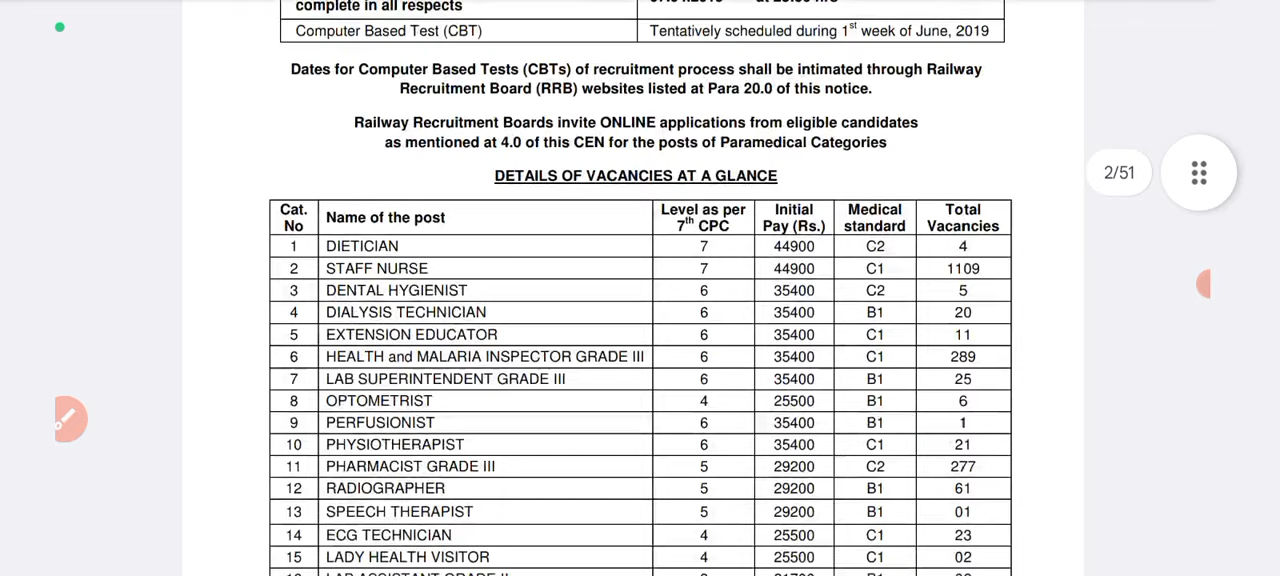 complete in all respects
Computer Based Test (CBT) Tentatively scheduled during 1st week of June, 2019
Dates for Computer Based Tests (CBTs) of recruitment process shall be intimated through Railway
Recruitment Board (RRB) websites listed at Para 20.0 of this notice.
Railway Recruitment Boards invite ONLINE applications from eligible candidates
as mentioned at 4.0 of this CEN for the posts of Paramedical Categories
2/51
DETAILS OF VACANCIES AT A GLANCE
Cat. No Name of the post Level as per 7th CPC Initial Pay (Rs.) Medical standard Total Vacancies
1 DIETICIAN 7 44900 C2 4
2 STAFF NURSE 7 44900 C1 1109
3 DENTAL HYGIENIST 6 35400 C2 5
4 DIALYSIS TECHNICIAN 6 35400 B1 20
5 EXTENSION EDUCATOR 6 35400 C1 11
6 HEALTH and MALARIA INSPECTOR GRADE III 6 35400 C1 289
7 LAB SUPERINTENDENT GRADE III 6 35400 B1 25
8 OPTOMETRIST 4 25500 B1 6
9 PERFUSIONIST 6 35400 B1 1
10 PHYSIOTHERAPIST 6 35400 C1 21
11 PHARMACIST GRADE III 5 29200 C2 277
12 RADIOGRAPHER 5 29200 B1 61
13 SPEECH THERAPIST 5 29200 B1 01
14 ECG TECHNICIAN 4 25500 C1 23
15 LADY HEALTH VISITOR 4 25500 C1 02